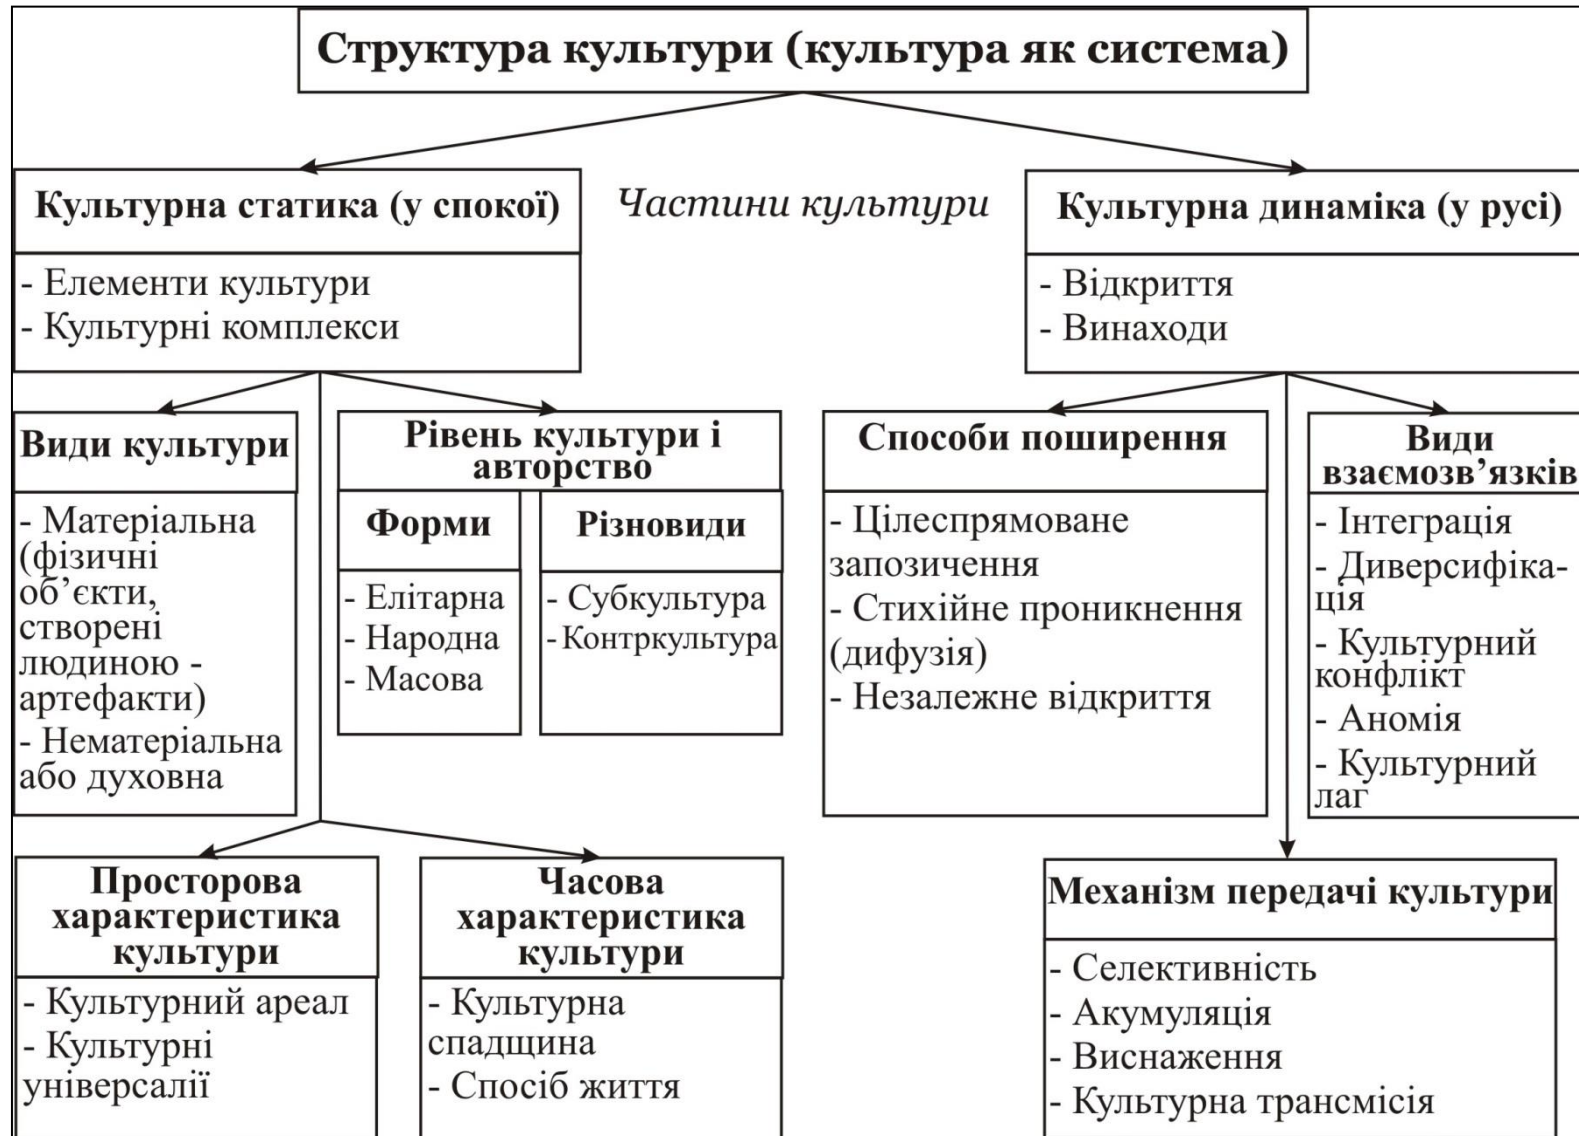 Структура культури (культура як система)
Культурна статика (у спокої)
- Елементи культури
- Культурні комплекси
Частини культури
Культурна динаміка (у русі)
- Відкриття
- Винаходи
Види культури
- Матеріальна
(фізичні
об’єкти,
створені
людиною -
артефакти)
- Нематеріальна
або духовна
Рівень культури і
авторство
Форми
- Елітарна
- Народна
- Масова
Різновиди
- Субкультура
- Контркультура
Способи поширення
- Цілеспрямоване
запозичення
- Стихійне проникнення
(дифузія)
- Незалежне відкриття
Види
взаємозв’язків
- Інтеграція
- Диверсифіка-
ція
- Культурний
конфлікт
- Аномія
- Культурний
лаг
Просторова
характеристика
культури
- Культурний ареал
- Культурні
універсалії
Часова
характеристика
культури
- Культурна
спадщина
- Спосіб життя
Механізм передачі культури
- Селективність
- Акумуляція
- Виснаження
- Культурна трансмісія